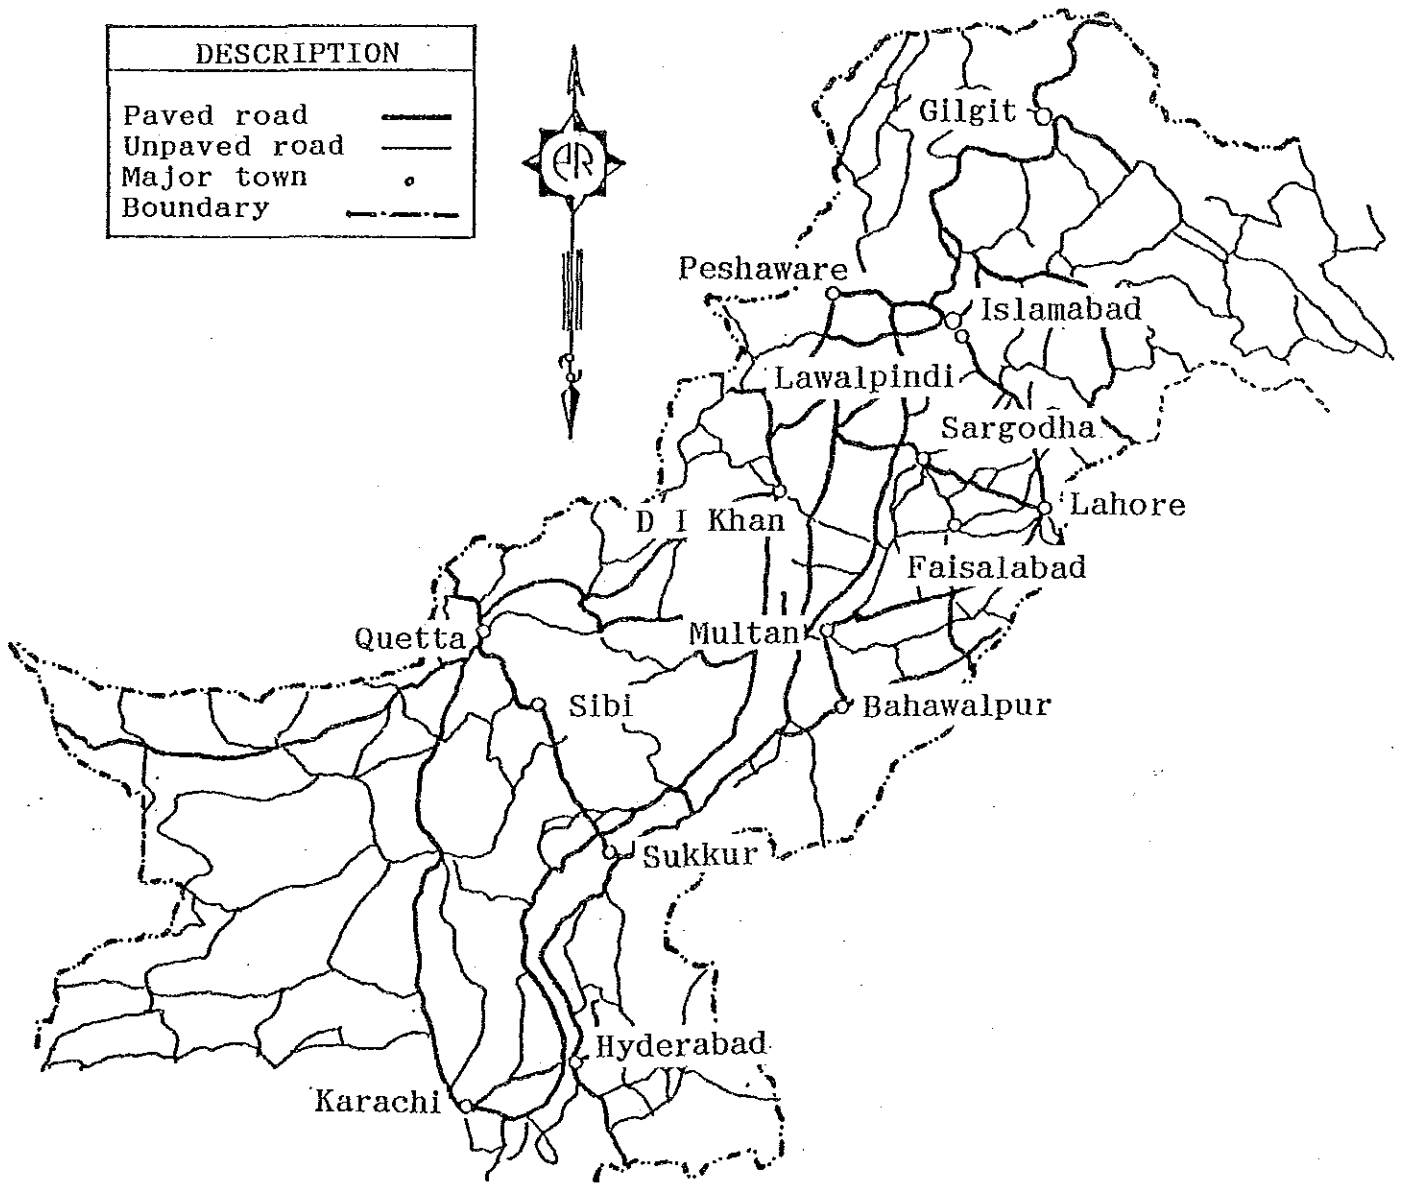 DESCRIPTION
Paved road
Unpaved road
Major town
Boundary
Gilgit
Peshaware
Islamabad
Lawalpindi
Sargodha
D I Khan
Lahore
Faisalabad
Quetta
Multan
Sibi
Bahawalpur
Sukkur
Hyderabad
Karachi